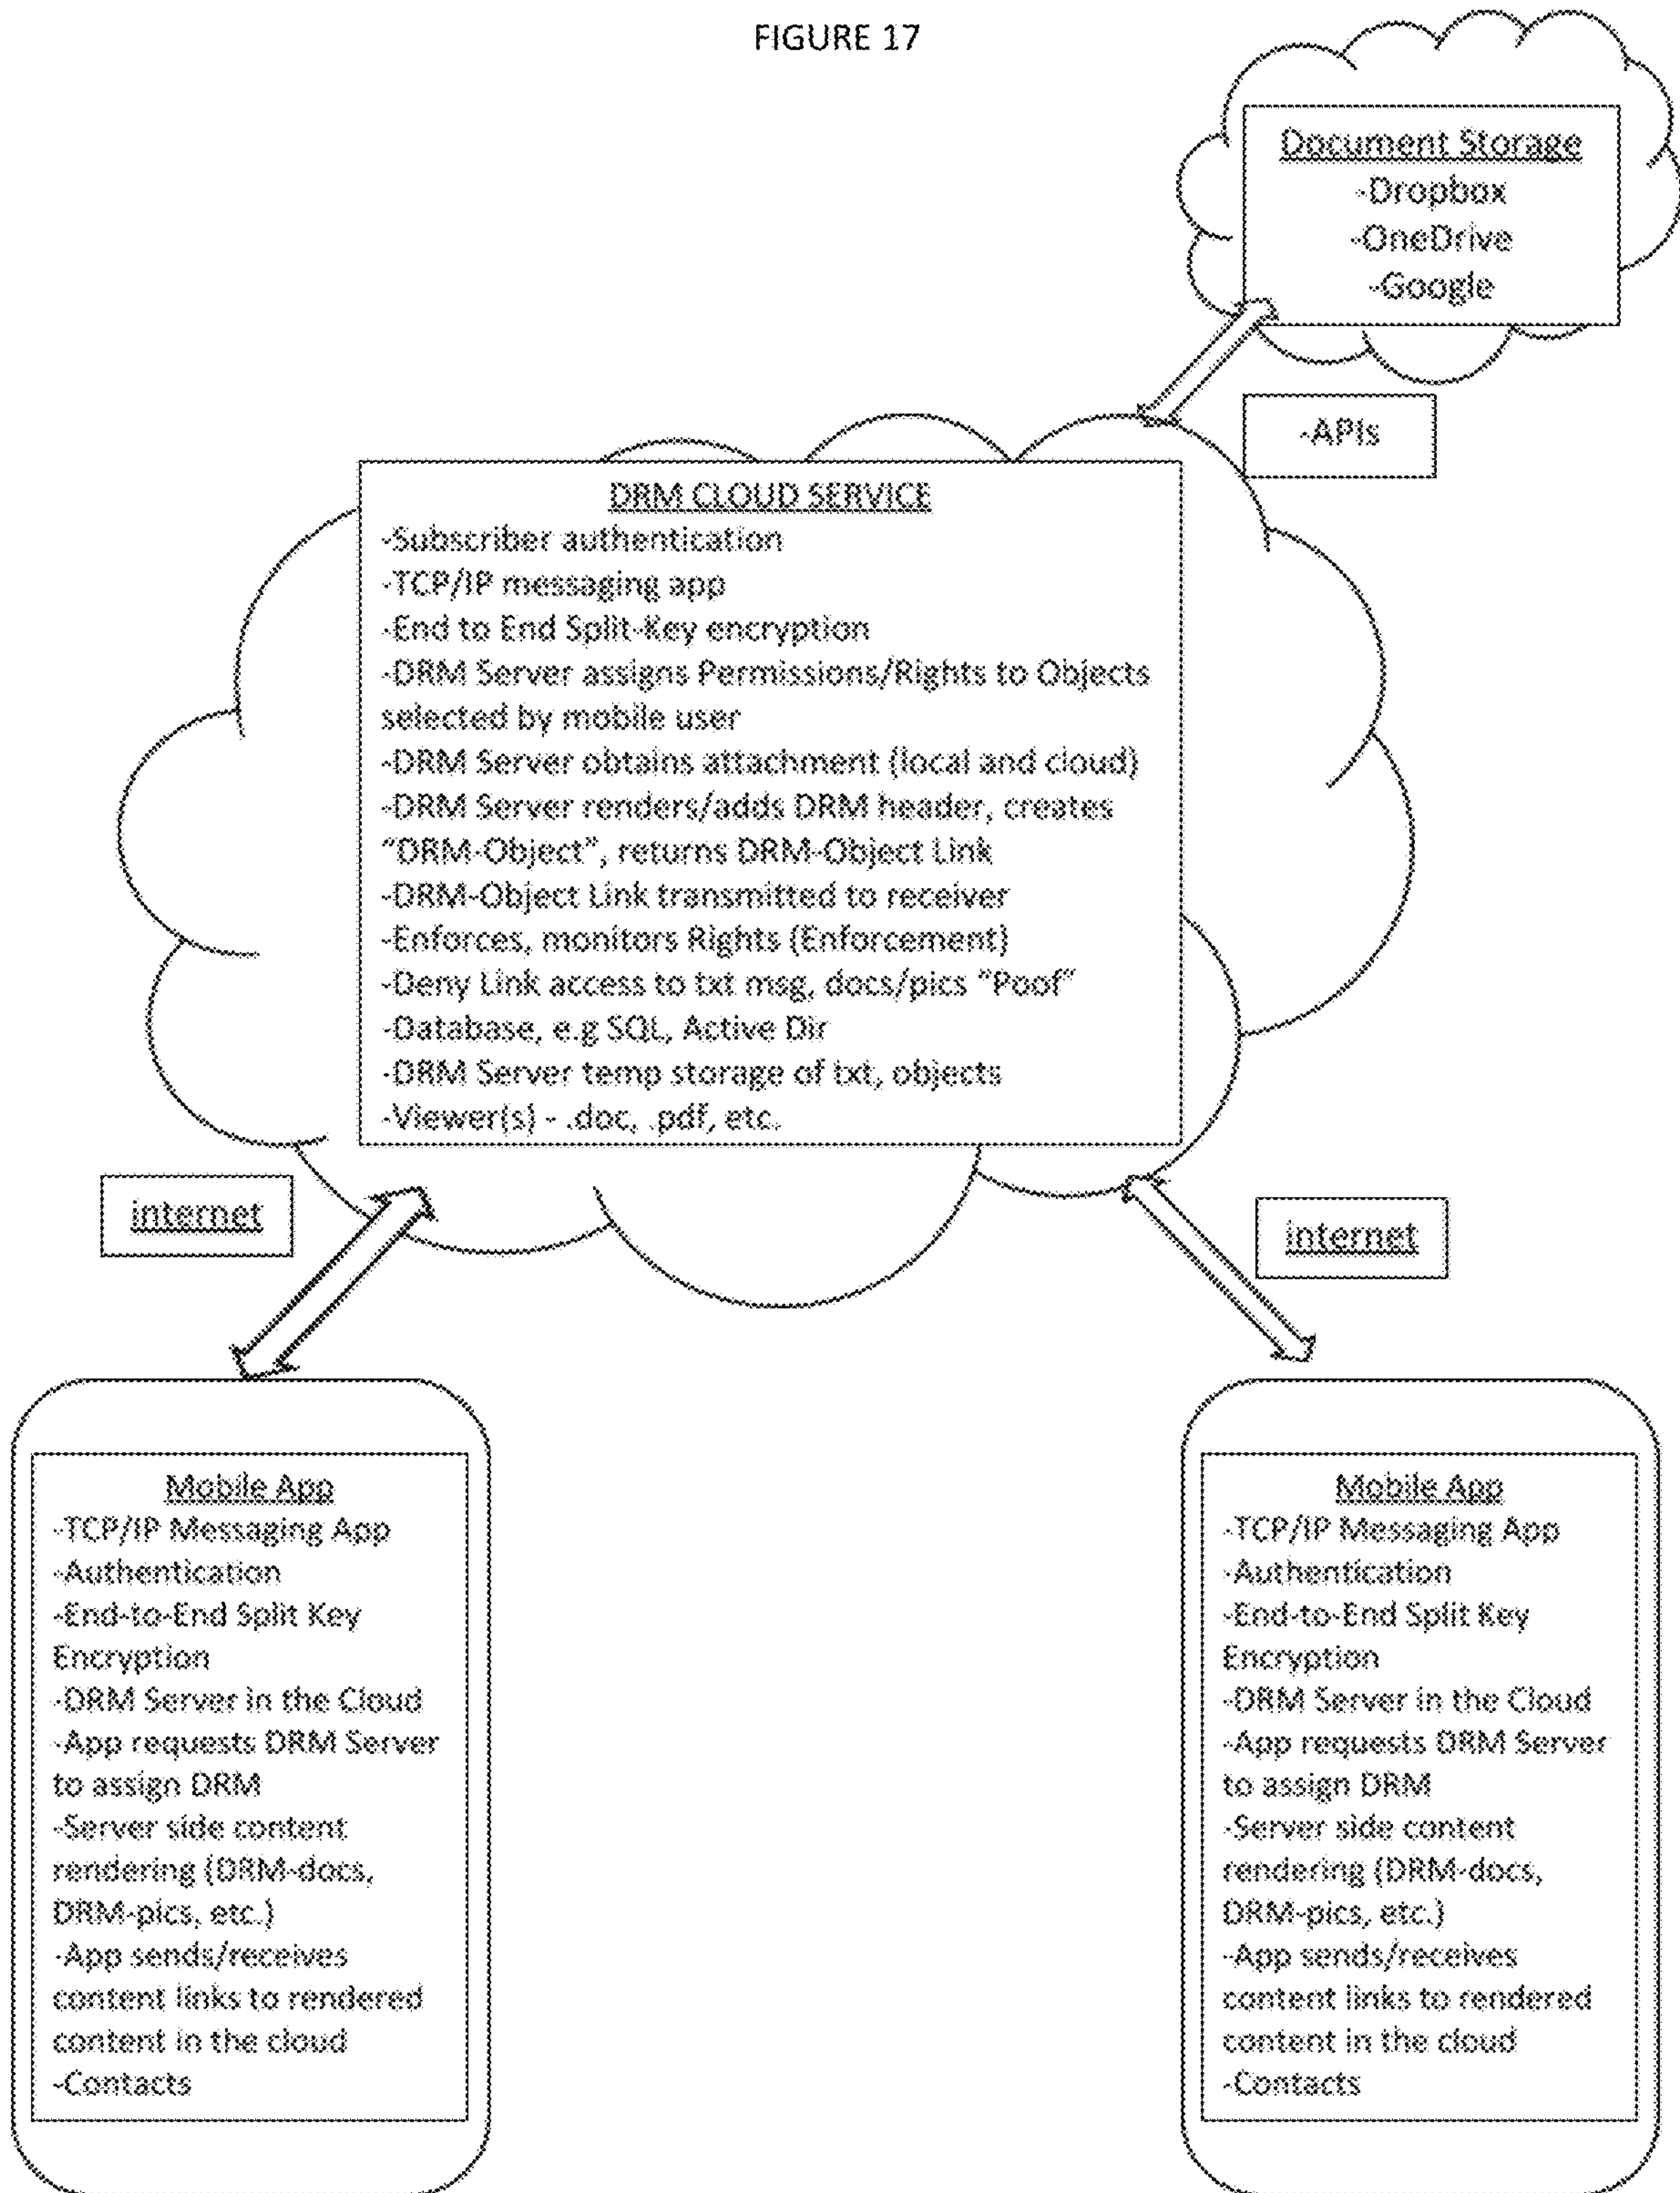 FIGURE 17
Document Storage
-Dropbox
-OneDrive
-Google
-APIs
DRM CLOUD SERVICE
-Subscriber authentication
-TCP/IP messaging app
-End to End Split-Key encryption
-DRM Server assigns Permissions/Rights to Objects
selected by mobile user
-DRM Server obtains attachment (local and cloud)
-DRM Server renders/adds DRM header, creates
“DRM-Object”, returns DRM-Object Link
-DRM-Object Link transmitted to receiver
-Enforces, monitors Rights (Enforcement)
-Deny Link access to txt msg, docs/pics “Poof”
-Database, e.g SQL, Active Dir
-DRM Server temp storage of txt, objects
-Viewer(s) - .doc, .pdf, etc.
internet
internet
Mobile App
-TCP/IP Messaging App
-Authentication
-End-to-End Split Key
Encryption
-DRM Server in the Cloud
-App requests DRM Server
to assign DRM
-Server side content
rendering (DRM-docs,
DRM-pics, etc.)
-App sends/receives
content links to rendered
content in the cloud
-Contacts
Mobile App
-TCP/IP Messaging App
-Authentication
-End-to-End Split Key
Encryption
-DRM Server in the Cloud
-App requests DRM Server
to assign DRM
-Server side content
rendering (DRM-docs,
DRM-pics, etc.)
-App sends/receives
content links to rendered
content in the cloud
-Contacts